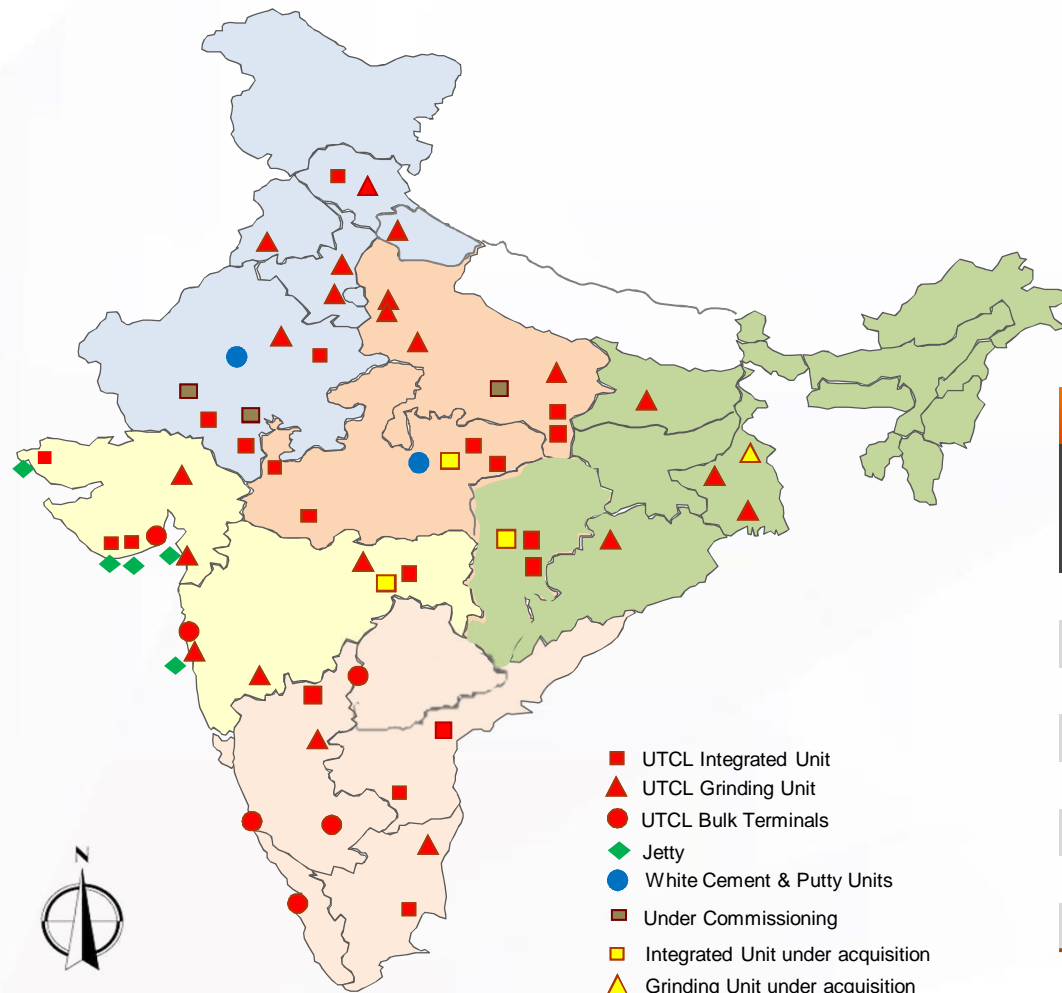 UTCL Integrated Unit
UTCL Grinding Unit
UTCL Bulk Terminals
Jetty
N
White Cement & Putty Units
Under Commissioning
Integrated Unit under acquisition
Grinding Unit under acquisition